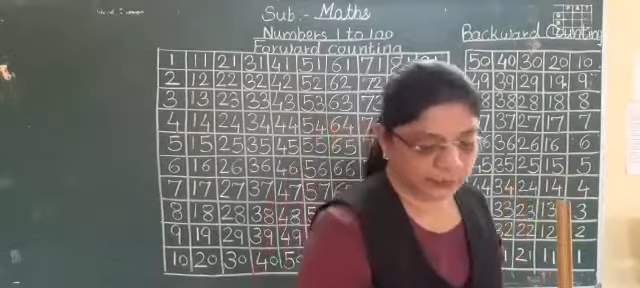 Sub:- Maths
Numbers 1 to 100
Forward counting
Backward Counting
1 11 21 31 41 51 61 71
2 12 22 32 42 52 62 72
3 13 23 33 43 53 63 73
4 14 24 34 44 54 64
5 15 25 35 45 55 65
6 16 26 36 46 56 66
7 17 27 37 47 57
8 18 28 38 48
9 19 29 39 49
10 20 30 40 50
50 40 30 20 10
49 39 29 19 9
38 28 18 8
37 27 17 7
36 26 16 6
35 25 15 5
34 24 14 4
33 23 13 3
32 22 12 2
21 11 1